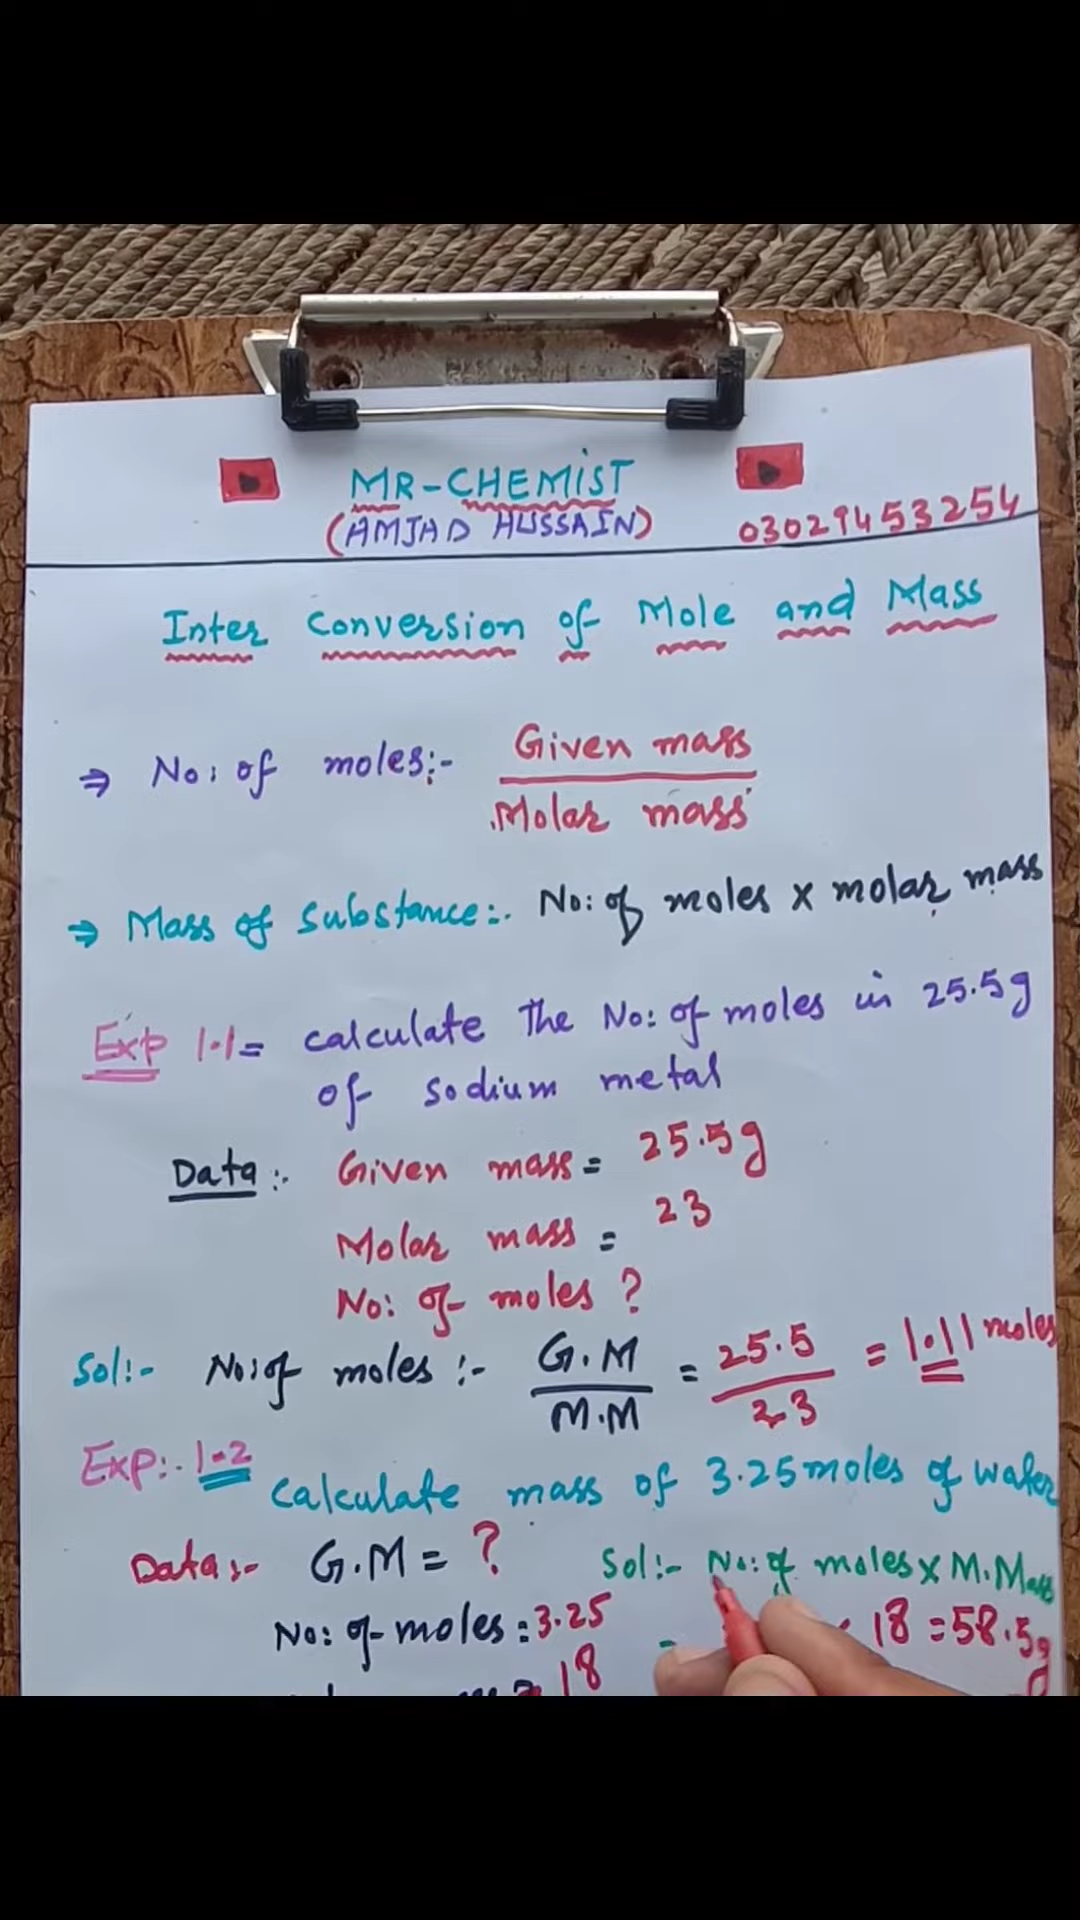 MR-CHEMIST
(AMJAD HUSSAIN) 03029453254
Inter Conversion of Mole and Mass
⇒ No: of moles:- Given mass
Molar mass
⇒ Mass of Substance:- No: of moles x molar mass
Exp 1.1 = calculate the No: of moles in 25.5g
of sodium metal
Data:- Given mass = 25.5g
Molar mass = 23
No: of moles ?
Sol:- No: of moles :- G.M = 25.5 = 1.11 moles
M.M 23
Exp:- 1.2
Calculate mass of 3.25 moles of water
Data:- G.M = ? Sol:- No: of moles x M.Mass
No: of moles = 3.25 18 = 58.5g
18